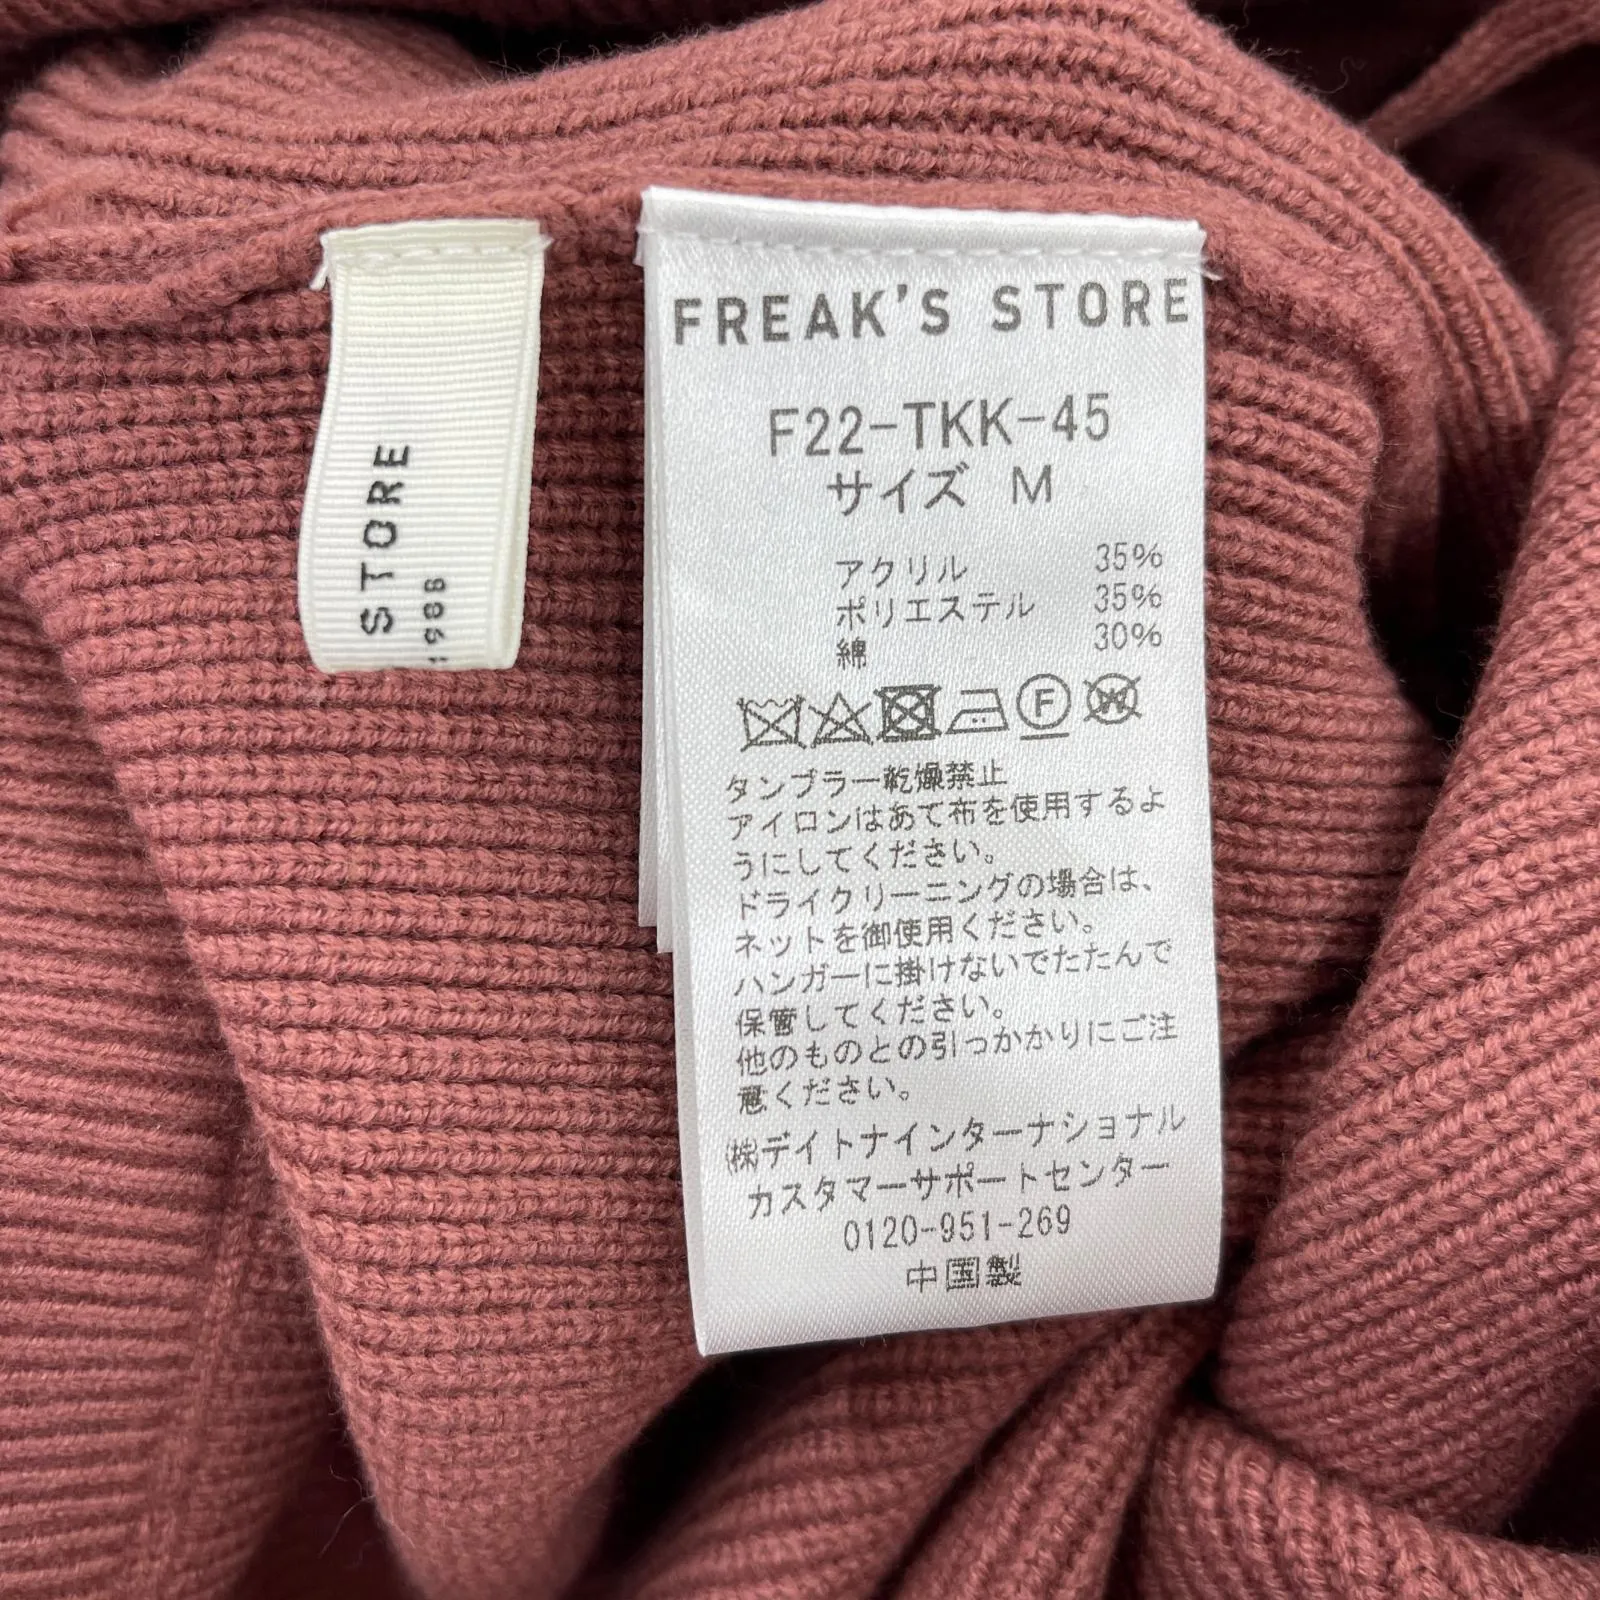 STORE
1988
FREAK'S STORE
F22-TKK-45
サイズ M
アクリル 35%
ポリエステル 35%
綿 30%
F
W
タンブラー乾燥禁止
アイロンはあて布を使用するよ
うにしてください。
ドライクリーニングの場合は、
ネットを御使用ください。
ハンガーに掛けないでたたんで
保管してください。
他のものとの引っかかりにご注
意ください。
㈱デイトナインターナショナル
カスタマーサポートセンター
0120-951-269
中国製